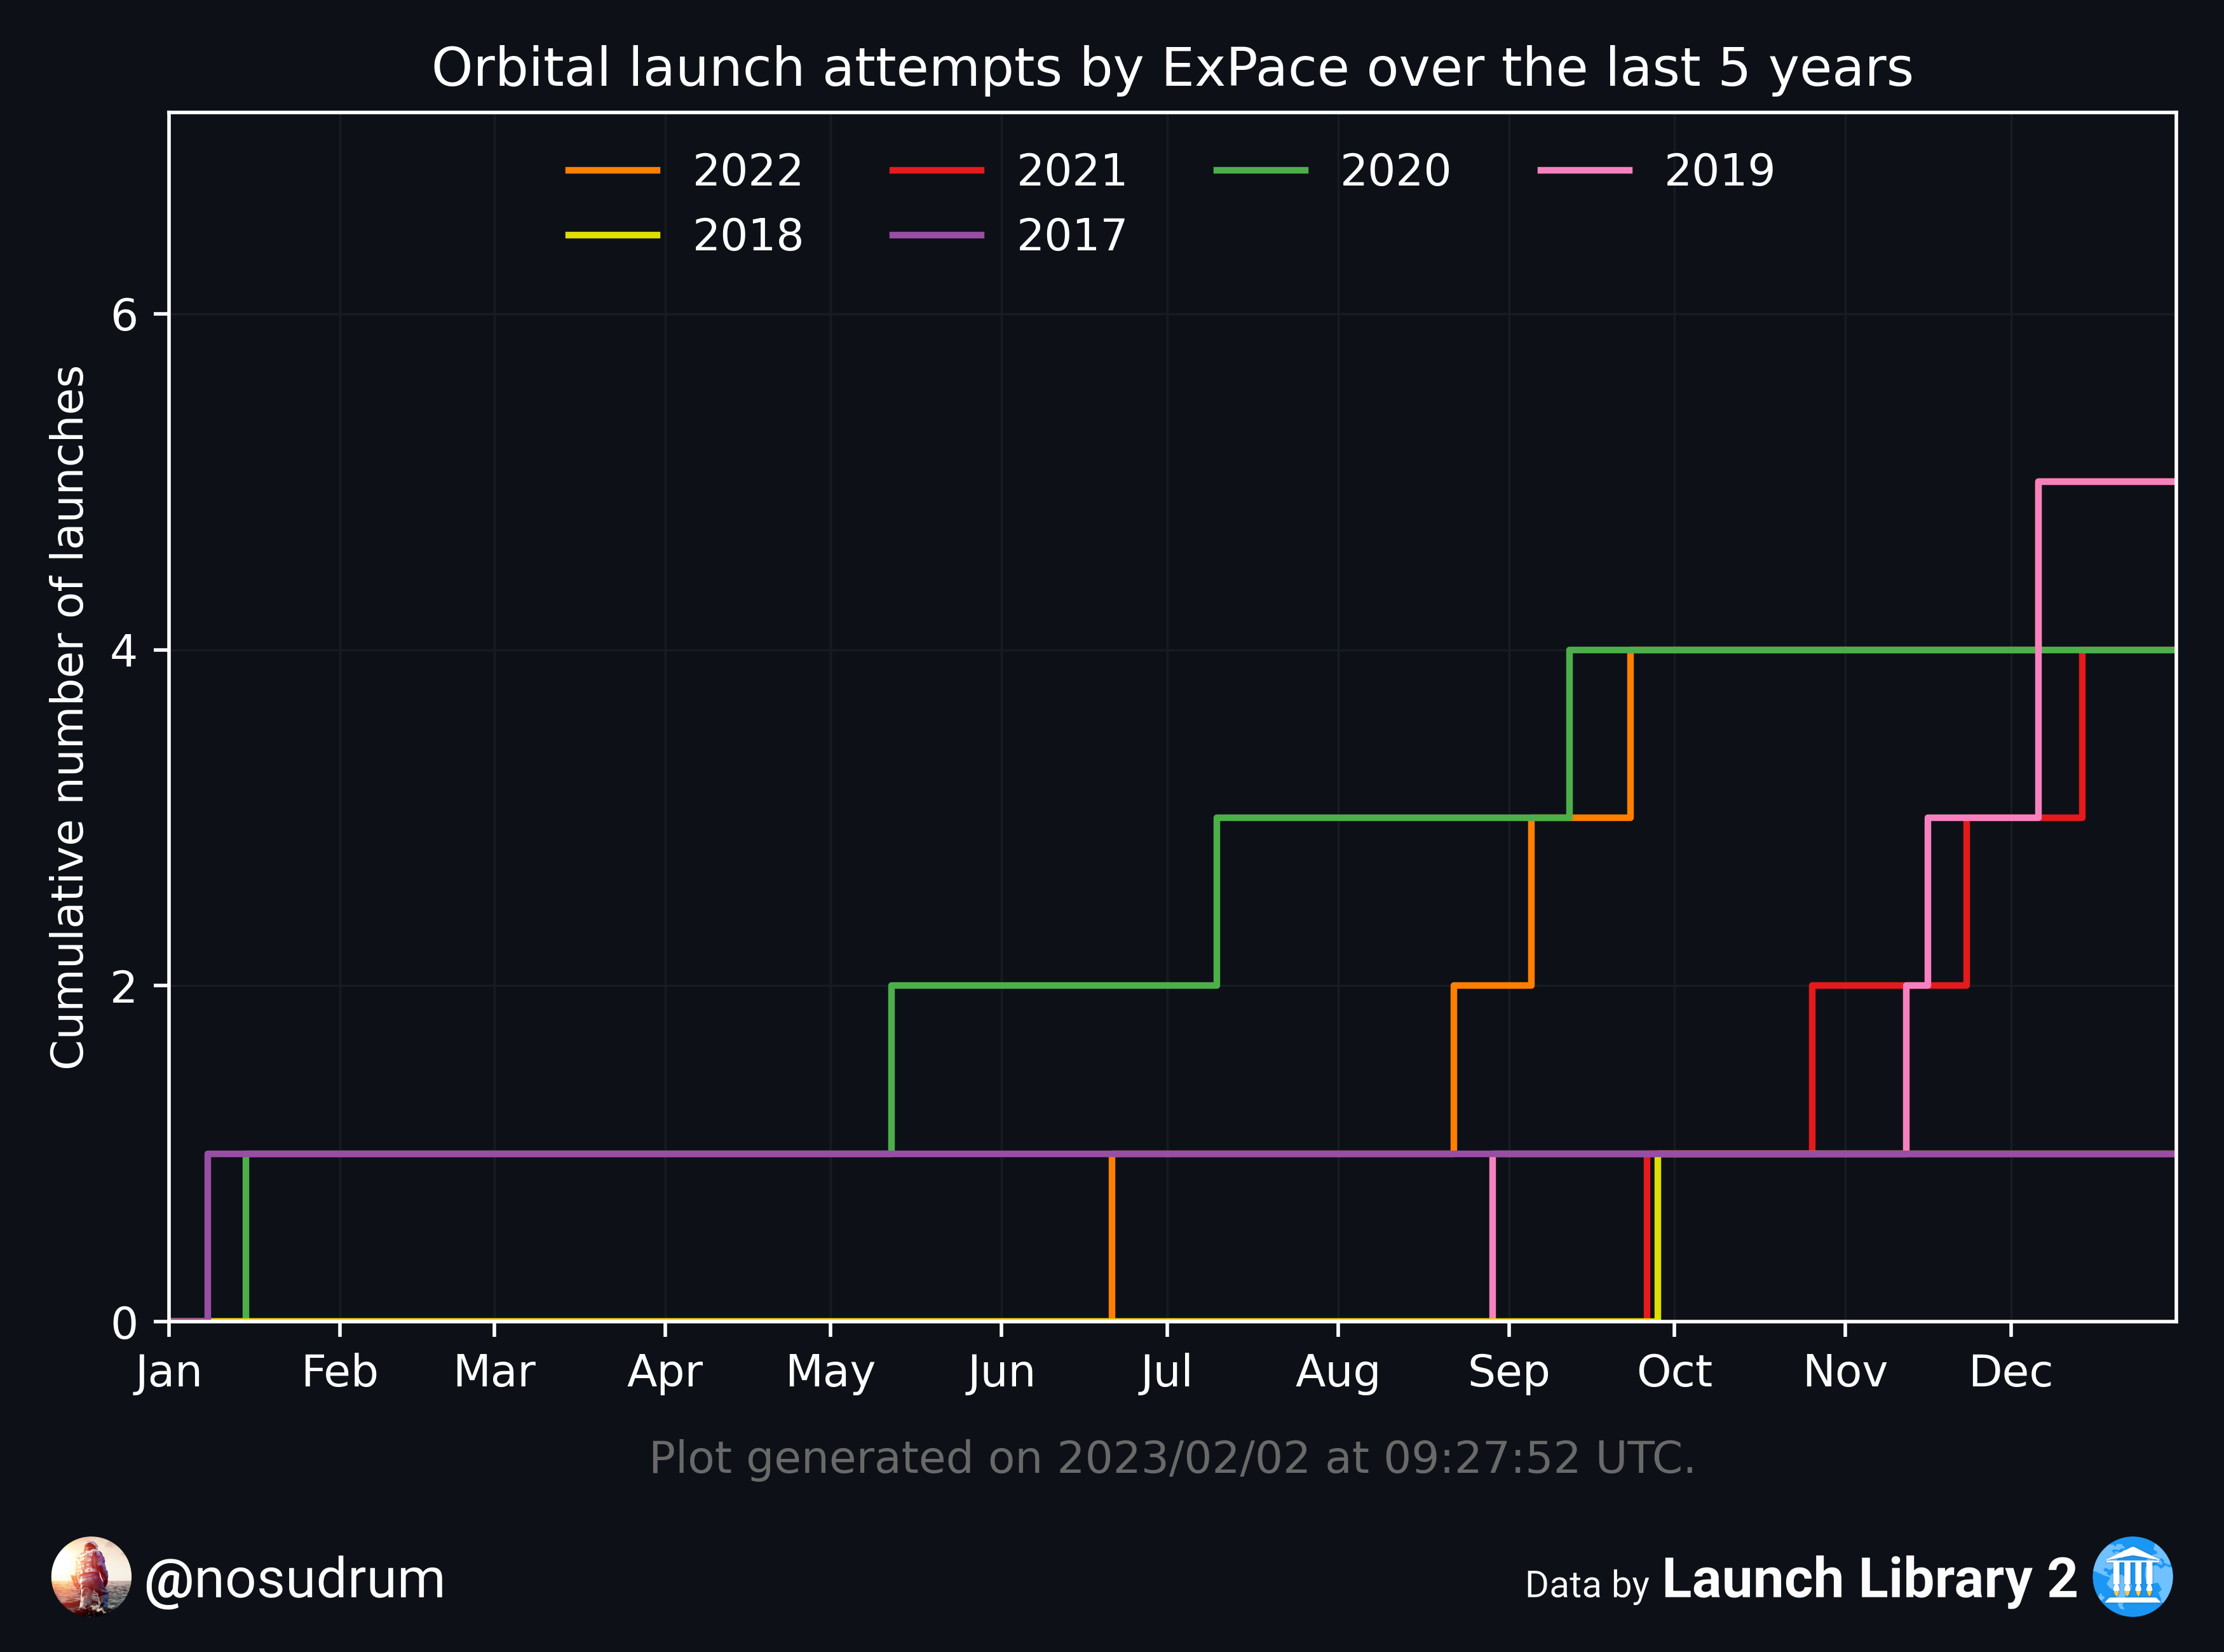 Orbital launch attempts by ExPace over the last 5 years
2022 2021 2020 2019
2018 2017
Cumulative number of launches
6
4
2
0
Jan Feb Mar Apr May Jun Jul Aug Sep Oct Nov Dec
Plot generated on 2023/02/02 at 09:27:52 UTC.
@nosudrum
Data by Launch Library 2